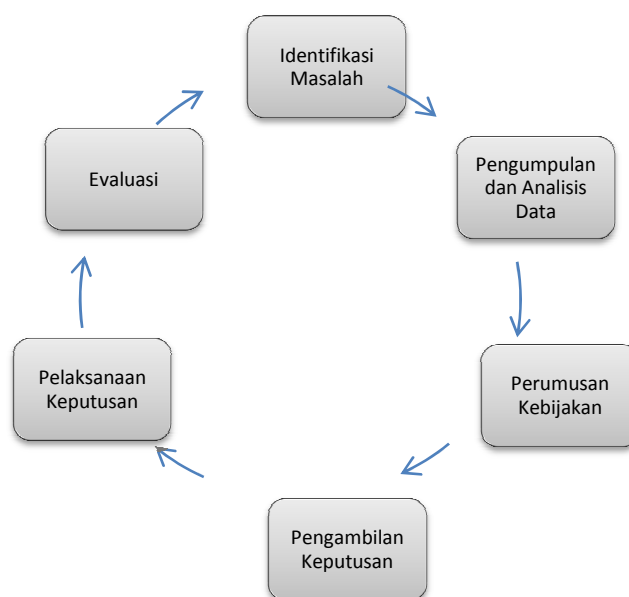 Identifikasi
Masalah
Pengumpulan
dan Analisis
Data
Perumusan
Kebijakan
Pengambilan
Keputusan
Pelaksanaan
Keputusan
Evaluasi